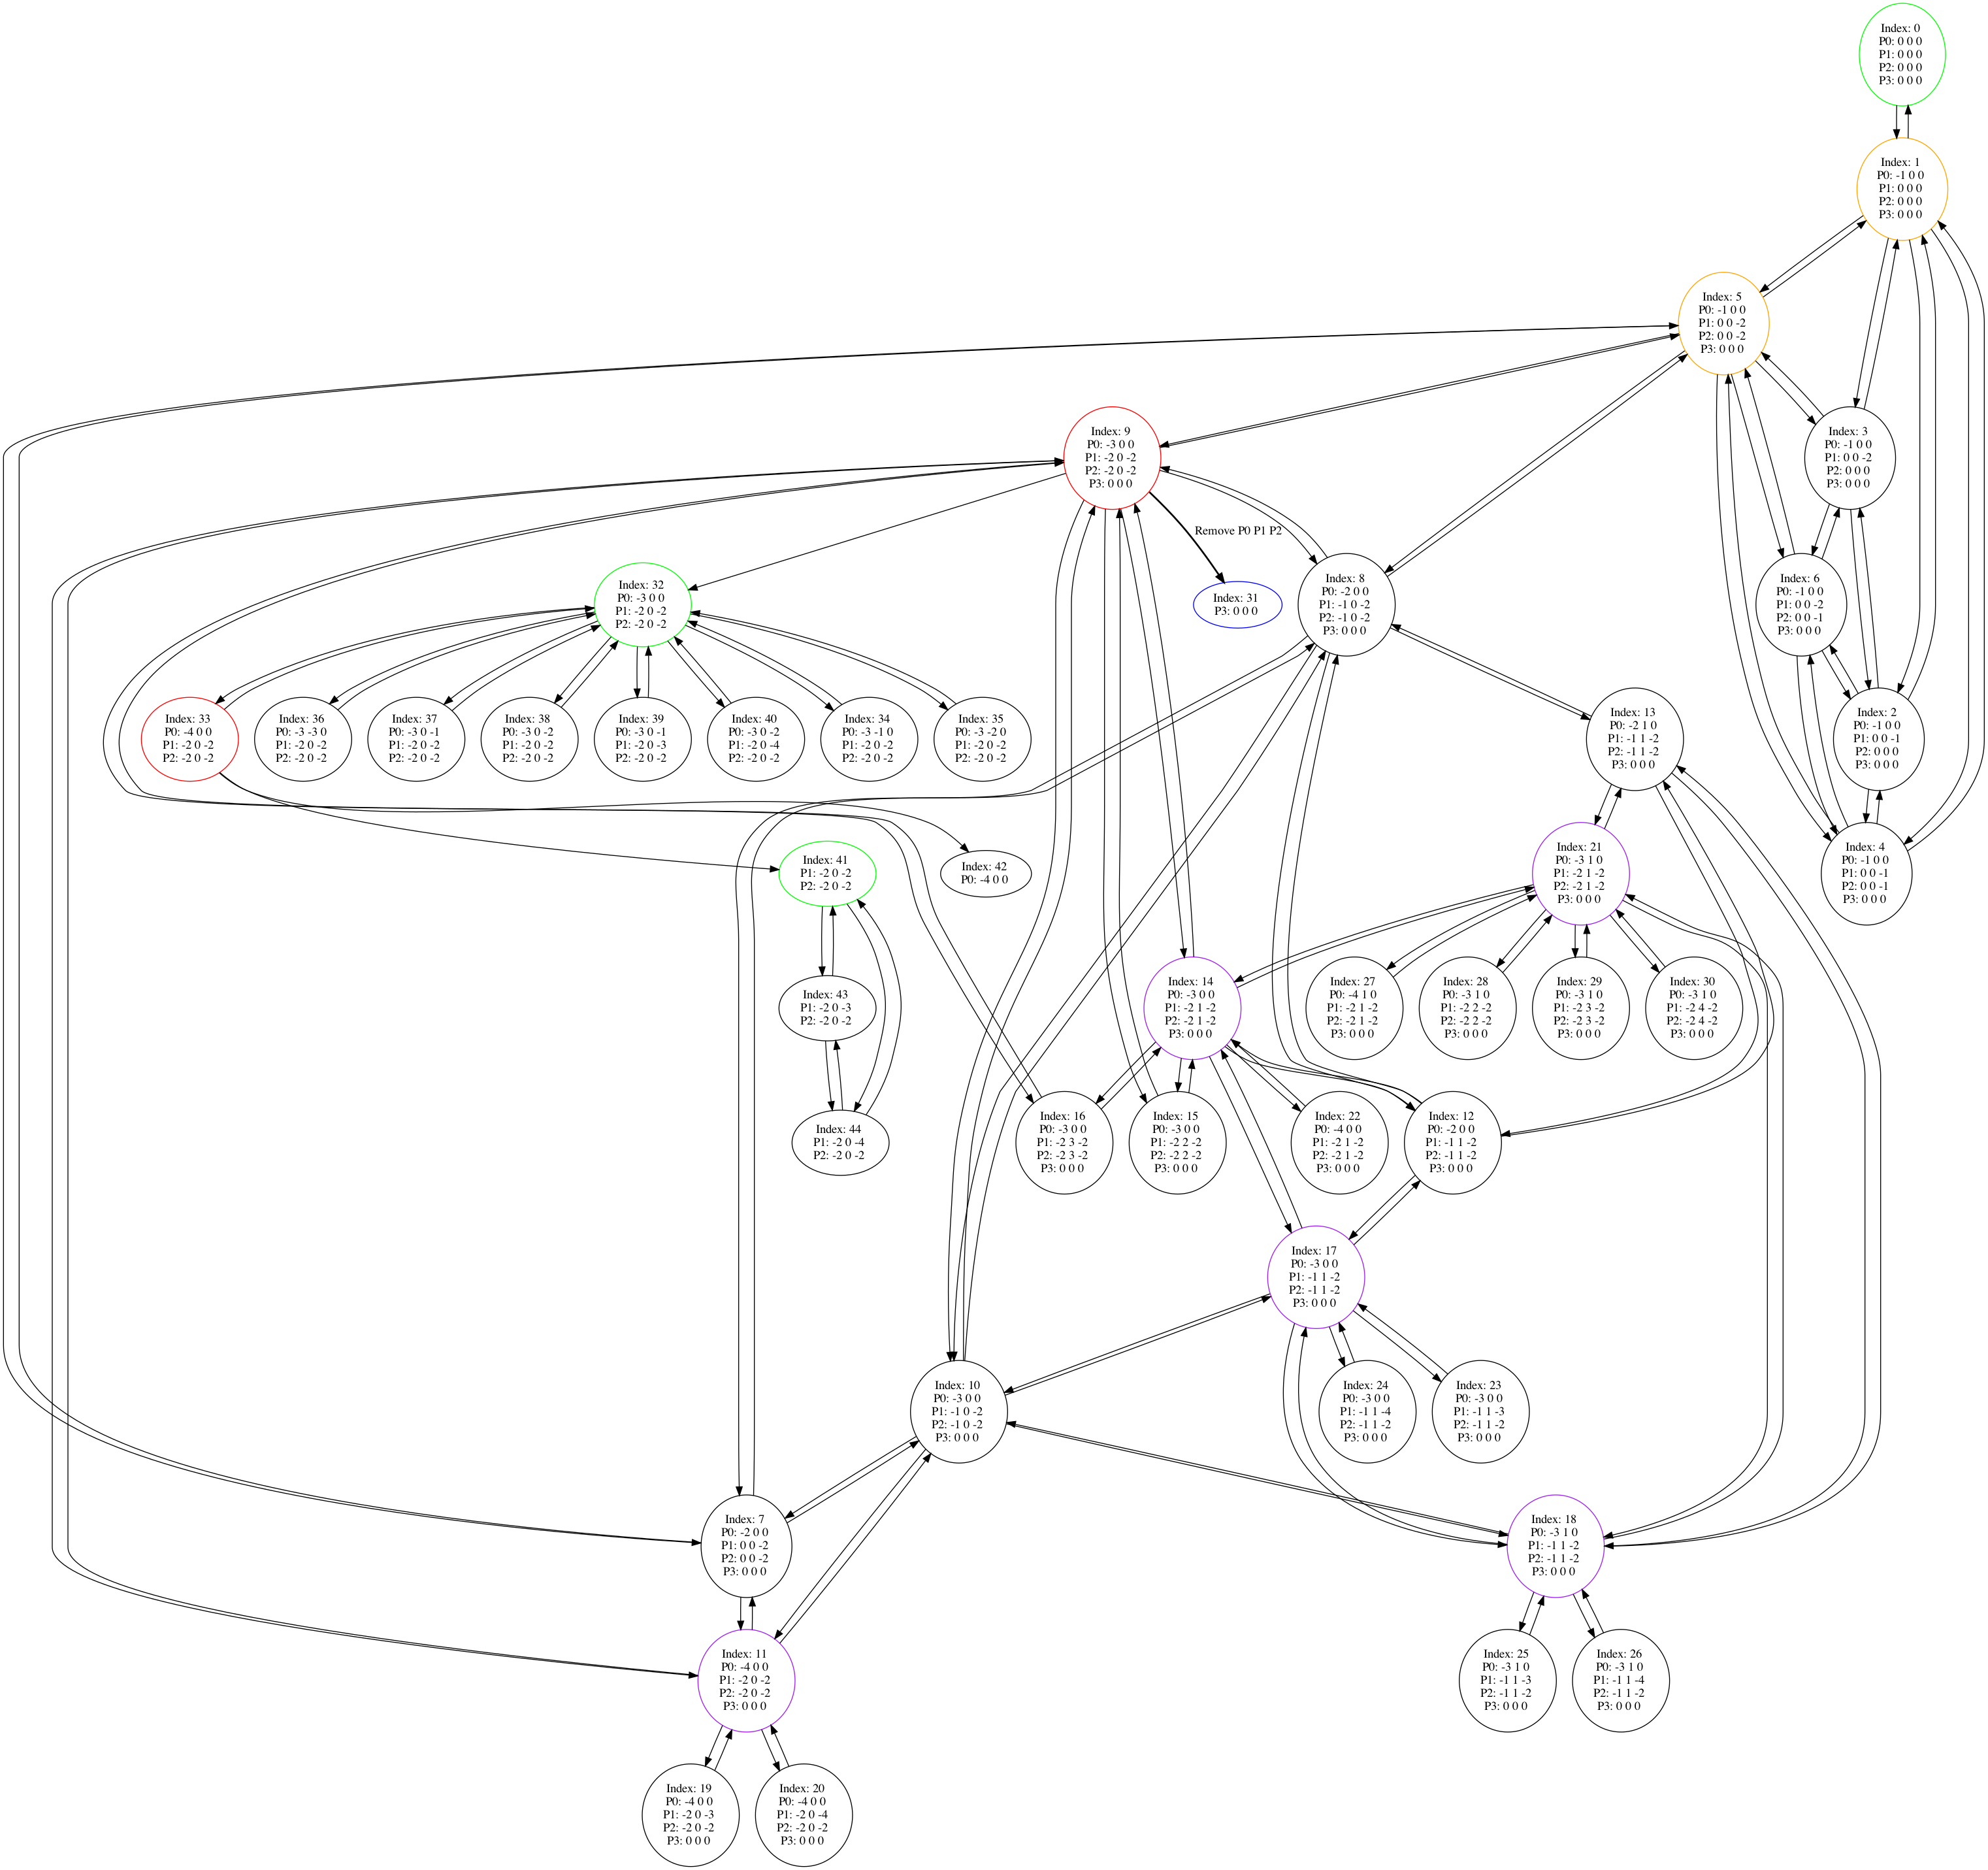 Index: 0
P0: 0 0 0
P1: 0 0 0
P2: 0 0 0
P3: 0 0 0
Index: 1
P0: -1 0 0
P1: 0 0 0
P2: 0 0 0
P3: 0 0 0
Index: 5
P0: -1 0 0
P1: 0 0 -2
P2: 0 0 -2
P3: 0 0 0
Index: 9
P0: -3 0 0
P1: -2 0 -2
P2: -2 0 -2
P3: 0 0 0
Index: 3
P0: -1 0 0
P1: 0 0 -2
P2: 0 0 0
P3: 0 0 0
Remove P0 P1 P2
Index: 32
P0: -3 0 0
P1: -2 0 -2
P2: -2 0 -2
Index: 31
P3: 0 0 0
Index: 8
P0: -2 0 0
P1: -1 0 -2
P2: -1 0 -2
P3: 0 0 0
Index: 6
P0: -1 0 0
P1: 0 0 -2
P2: 0 0 -1
P3: 0 0 0
Index: 33
P0: -4 0 0
P1: -2 0 -2
P2: -2 0 -2
Index: 36
P0: -3 -3 0
P1: -2 0 -2
P2: -2 0 -2
Index: 37
P0: -3 0 -1
P1: -2 0 -2
P2: -2 0 -2
Index: 38
P0: -3 0 -2
P1: -2 0 -2
P2: -2 0 -2
Index: 39
P0: -3 0 -1
P1: -2 0 -3
P2: -2 0 -2
Index: 40
P0: -3 0 -2
P1: -2 0 -4
P2: -2 0 -2
Index: 34
P0: -3 -1 0
P1: -2 0 -2
P2: -2 0 -2
Index: 35
P0: -3 -2 0
P1: -2 0 -2
P2: -2 0 -2
Index: 13
P0: -2 1 0
P1: -1 1 -2
P2: -1 1 -2
P3: 0 0 0
Index: 2
P0: -1 0 0
P1: 0 0 -1
P2: 0 0 0
P3: 0 0 0
Index: 41
P1: -2 0 -2
P2: -2 0 -2
Index: 42
P0: -4 0 0
Index: 21
P0: -3 1 0
P1: -2 1 -2
P2: -2 1 -2
P3: 0 0 0
Index: 4
P0: -1 0 0
P1: 0 0 -1
P2: 0 0 -1
P3: 0 0 0
Index: 43
P1: -2 0 -3
P2: -2 0 -2
Index: 14
P0: -3 0 0
P1: -2 1 -2
P2: -2 1 -2
P3: 0 0 0
Index: 27
P0: -4 1 0
P1: -2 1 -2
P2: -2 1 -2
P3: 0 0 0
Index: 28
P0: -3 1 0
P1: -2 2 -2
P2: -2 2 -2
P3: 0 0 0
Index: 29
P0: -3 1 0
P1: -2 3 -2
P2: -2 3 -2
P3: 0 0 0
Index: 30
P0: -3 1 0
P1: -2 4 -2
P2: -2 4 -2
P3: 0 0 0
Index: 44
P1: -2 0 -4
P2: -2 0 -2
Index: 16
P0: -3 0 0
P1: -2 3 -2
P2: -2 3 -2
P3: 0 0 0
Index: 15
P0: -3 0 0
P1: -2 2 -2
P2: -2 2 -2
P3: 0 0 0
Index: 22
P0: -4 0 0
P1: -2 1 -2
P2: -2 1 -2
P3: 0 0 0
Index: 12
P0: -2 0 0
P1: -1 1 -2
P2: -1 1 -2
P3: 0 0 0
Index: 17
P0: -3 0 0
P1: -1 1 -2
P2: -1 1 -2
P3: 0 0 0
Index: 10
P0: -3 0 0
P1: -1 0 -2
P2: -1 0 -2
P3: 0 0 0
Index: 24
P0: -3 0 0
P1: -1 1 -4
P2: -1 1 -2
P3: 0 0 0
Index: 23
P0: -3 0 0
P1: -1 1 -3
P2: -1 1 -2
P3: 0 0 0
Index: 7
P0: -2 0 0
P1: 0 0 -2
P2: 0 0 -2
P3: 0 0 0
Index: 18
P0: -3 1 0
P1: -1 1 -2
P2: -1 1 -2
P3: 0 0 0
Index: 11
P0: -4 0 0
P1: -2 0 -2
P2: -2 0 -2
P3: 0 0 0
Index: 25
P0: -3 1 0
P1: -1 1 -3
P2: -1 1 -2
P3: 0 0 0
Index: 26
P0: -3 1 0
P1: -1 1 -4
P2: -1 1 -2
P3: 0 0 0
Index: 19
P0: -4 0 0
P1: -2 0 -3
P2: -2 0 -2
P3: 0 0 0
Index: 20
P0: -4 0 0
P1: -2 0 -4
P2: -2 0 -2
P3: 0 0 0